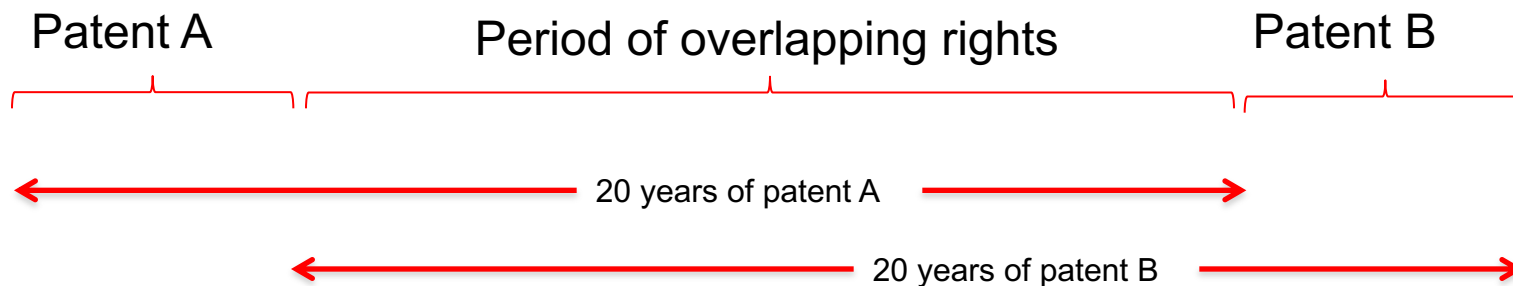 Patent A
Period of overlapping rights
Patent B
20 years of patent A
20 years of patent B